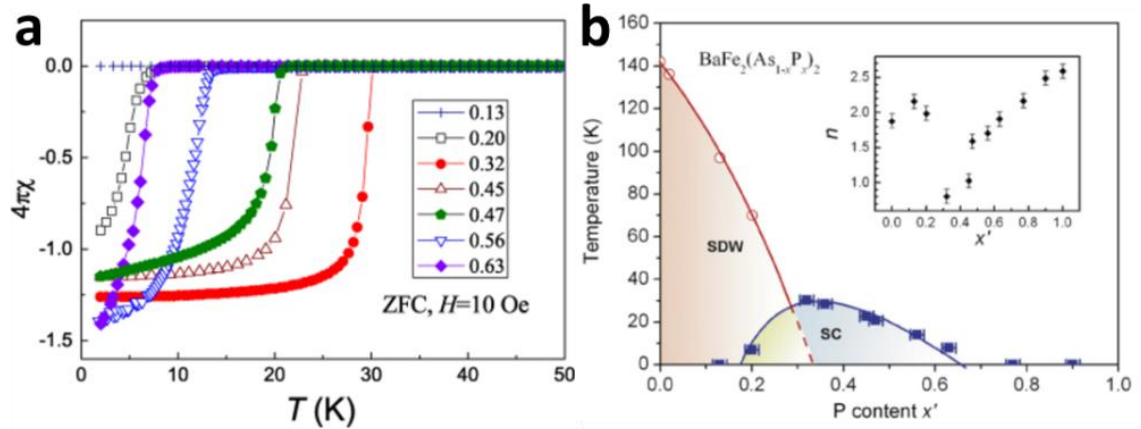 a
0.0
-0.5
-1.0
-1.5
4πχ
0.13
0.20
0.32
0.45
0.47
0.56
0.63
ZFC, H=10 Oe
0 10 20 30 40 50
T (K)
b
160
140
120
100
80
60
40
20
0
Temperature (K)
BaFe2(As1-xPx)2
SDW
SC
2.5
2.0
1.5
1.0
n
0.0 0.2 0.4 0.6 0.8 1.0
x'
0.0 0.2 0.4 0.6 0.8 1.0
P content x'